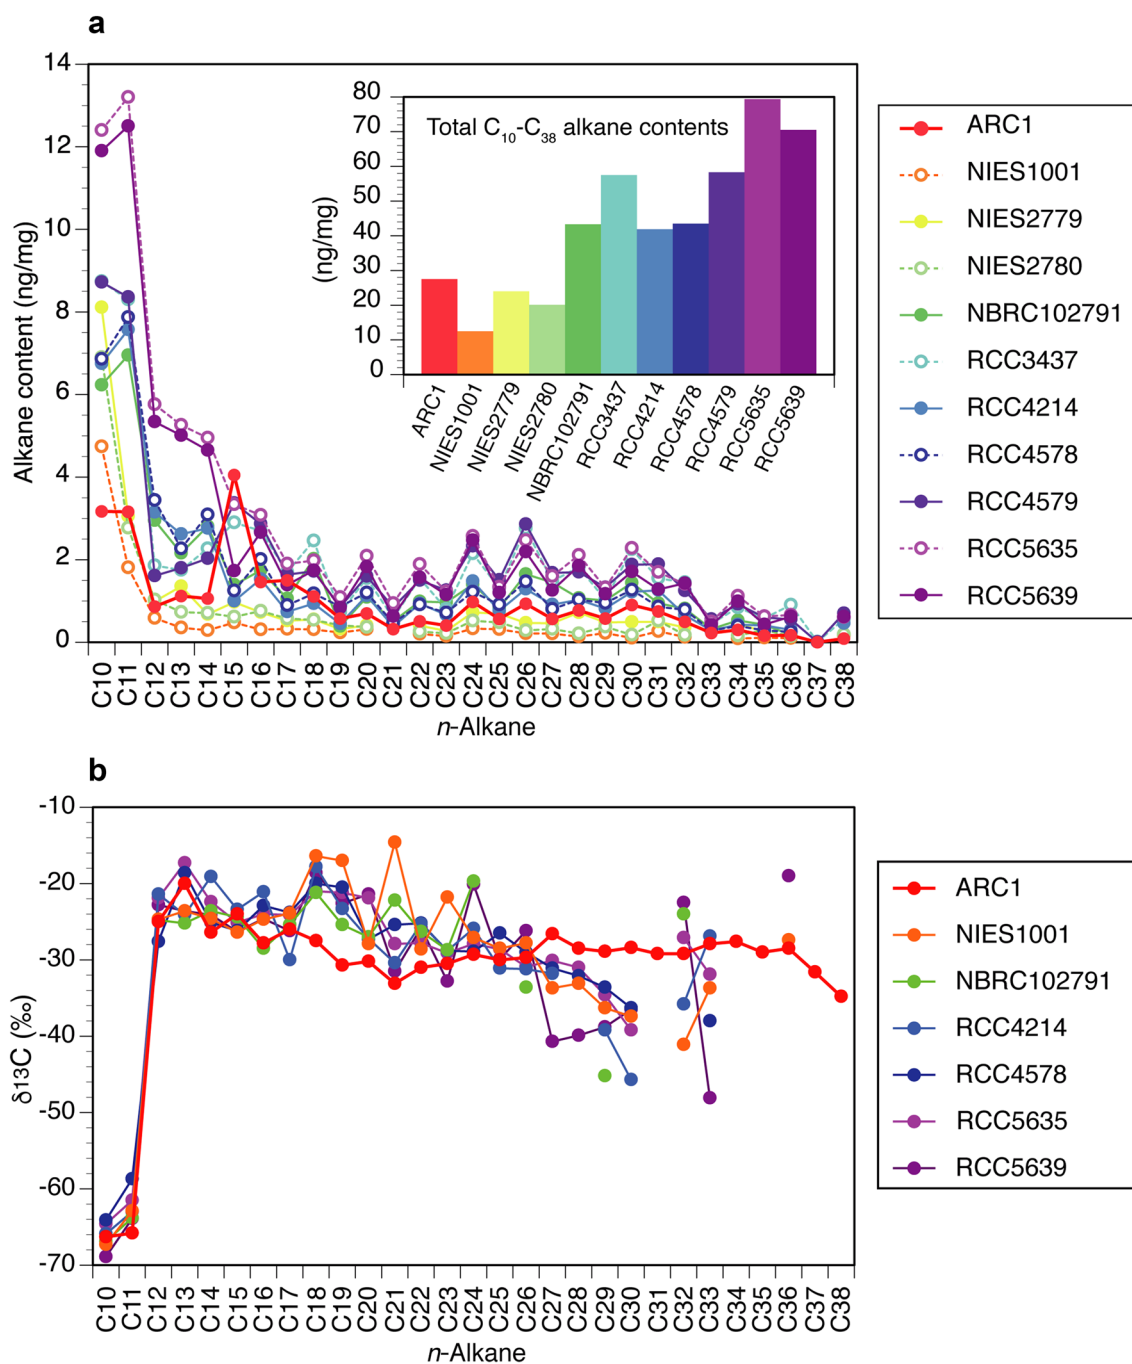 a
14
12
10
8
6
4
2
0
Alkane content (ng/mg)
80
70
60
50
40
30
20
10
0
(ng/mg)
Total C10-C38 alkane contents
ARC1
NIES1001
NIES2779
NIES2780
NBRC102791
RCC3437
RCC4214
RCC4578
RCC4579
RCC5635
RCC5639
C10
C11
C12
C13
C14
C15
C16
C17
C18
C19
C20
C21
C22
C23
C24
C25
C26
C27
C28
C29
C30
C31
C32
C33
C34
C35
C36
C37
C38
n-Alkane
ARC1
NIES1001
NIES2779
NIES2780
NBRC102791
RCC3437
RCC4214
RCC4578
RCC4579
RCC5635
RCC5639
b
-10
-20
-30
-40
-50
-60
-70
δ13C (‰)
C10
C11
C12
C13
C14
C15
C16
C17
C18
C19
C20
C21
C22
C23
C24
C25
C26
C27
C28
C29
C30
C31
C32
C33
C34
C35
C36
C37
C38
n-Alkane
ARC1
NIES1001
NBRC102791
RCC4214
RCC4578
RCC5635
RCC5639